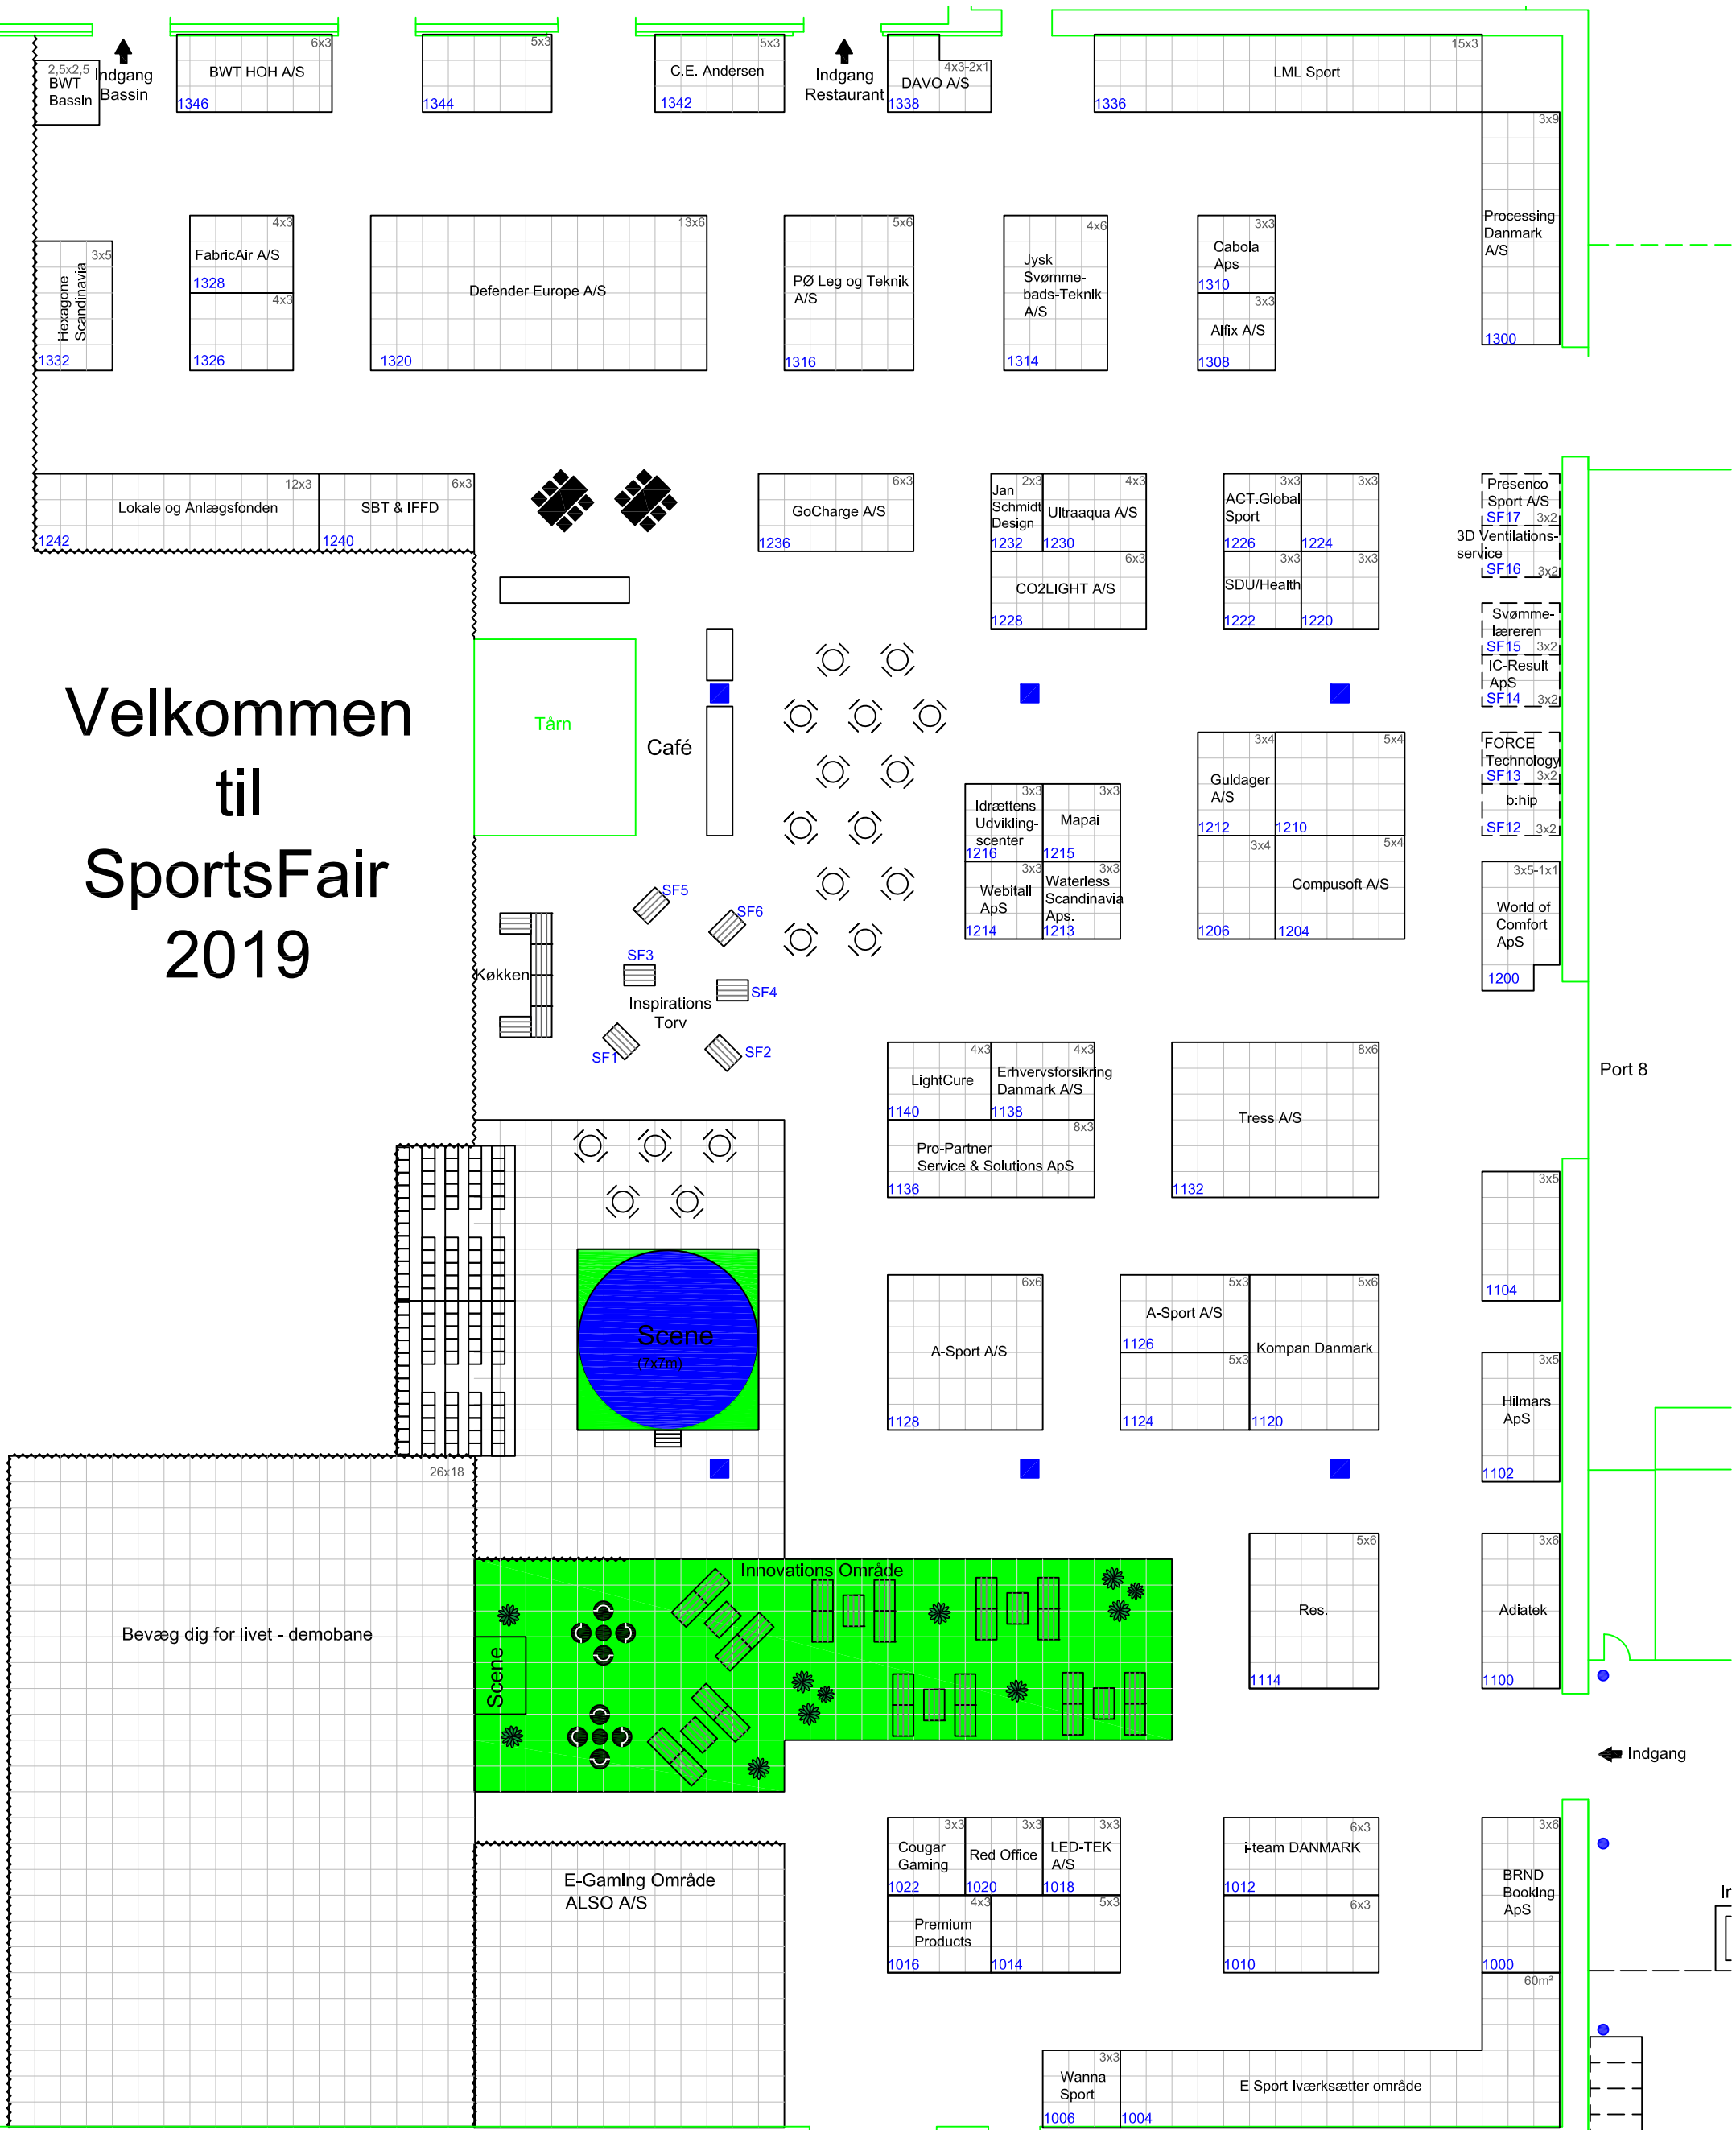 2,5x2,5
BWT
Bassin
Indgang
Bassin
6x3
BWT HOH A/S
1346
5x3
1344
5x3
C.E. Andersen
1342
Indgang
Restaurant
4x3-2x1
DAVO A/S
1338
15x3
LML Sport
1336
3x9
Processing
Danmark
A/S
1300
3x5
Hexagone
Scandinavia
1332
4x3
FabricAir A/S
1328
4x3
1326
13x6
Defender Europe A/S
1320
5x6
PØ Leg og Teknik
A/S
1316
4x6
Jysk
Svømme-
bads-Teknik
A/S
1314
3x3
Cabola
Aps
1310
3x3
Alfix A/S
1308
12x3
Lokale og Anlægsfonden
1242
6x3
SBT & IFFD
1240
6x3
GoCharge A/S
1236
2x3
Jan
Schmidt
Design
1232
4x3
Ultraaqua A/S
1230
6x3
CO2LIGHT A/S
1228
3x3
ACT.Global
Sport
1226
3x3
1224
3x3
SDU/Health
1222
3x3
1220
Presenco
Sport A/S
SF17 3x2
3D Ventilations-
service
SF16 3x2
Svømme-
læreren
SF15 3x2
IC-Result
ApS
SF14 3x2
FORCE
Technology
SF13 3x2
b:hip
SF12 3x2
Velkommen
til
SportsFair
2019
Tårn
Café
3x3
Idrættens
Udvikling-
scenter
1216
3x3
Mapai
1215
3x3
Webitall
ApS
1214
3x3
Waterless
Scandinavia
Aps.
1213
3x4
Guldager
A/S
1212
5x4
1210
3x4
1206
5x4
Compusoft A/S
1204
3x5-1x1
World of
Comfort
ApS
1200
SF5
SF6
SF3
Køkken
SF4
Inspirations
Torv
SF1
SF2
4x3
LightCure
1140
4x3
Erhvervsforsikring
Danmark A/S
1138
8x3
Pro-Partner
Service & Solutions ApS
1136
8x6
Tress A/S
1132
Port 8
3x5
1104
Scene
(7x7m)
6x6
A-Sport A/S
1128
5x3
A-Sport A/S
1126
5x3
1124
5x6
Kompan Danmark
1120
3x5
Hilmars
ApS
1102
26x18
Bevæg dig for livet - demobane
Innovations Område
Scene
5x6
Res.
1114
3x6
Adiatek
1100
Indgang
E-Gaming Område
ALSO A/S
3x3
Cougar
Gaming
1022
3x3
Red Office
1020
3x3
LED-TEK
A/S
1018
4x3
Premium
Products
1016
5x3
1014
6x3
i-team DANMARK
1012
6x3
1010
3x6
BRND
Booking
ApS
1000
Ir
60m²
3x3
Wanna
Sport
1006
E Sport Iværksætter område
1004